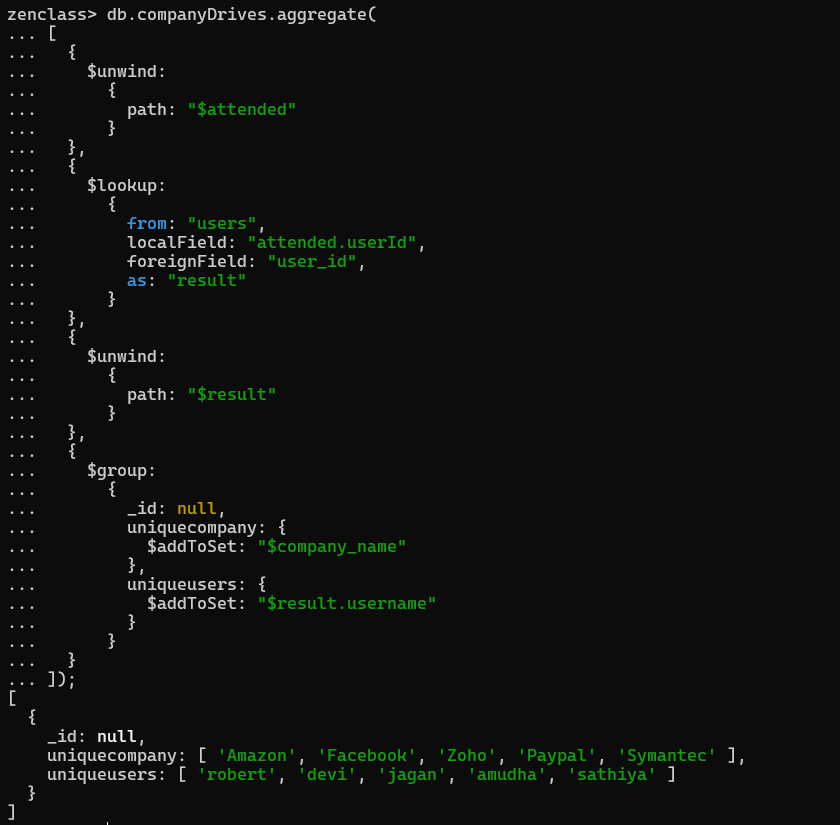 zenclass> db.companyDrives.aggregate(
... [
...   {
...     $unwind:
...       {
...         path: "$attended"
...       }
...   },
...   {
...     $lookup:
...       {
...         from: "users",
...         localField: "attended.userId",
...         foreignField: "user_id",
...         as: "result"
...       }
...   },
...   {
...     $unwind:
...       {
...         path: "$result"
...       }
...   },
...   {
...     $group:
...       {
...         _id: null,
...         uniquecompany: {
...           $addToSet: "$company_name"
...         },
...         uniqueusers: {
...           $addToSet: "$result.username"
...         }
...       }
...   }
... ]);
[
  {
    _id: null,
    uniquecompany: [ 'Amazon', 'Facebook', 'Zoho', 'Paypal', 'Symantec' ],
    uniqueusers: [ 'robert', 'devi', 'jagan', 'amudha', 'sathiya' ]
  }
]